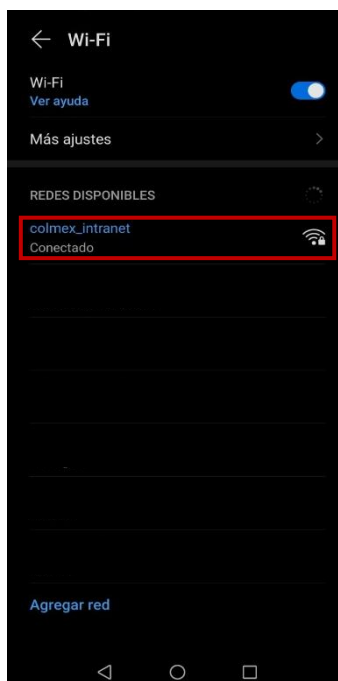 Wi-Fi
Wi-Fi
Ver ayuda
Más ajustes
REDES DISPONIBLES
colmex_intranet
Conectado
Agregar red